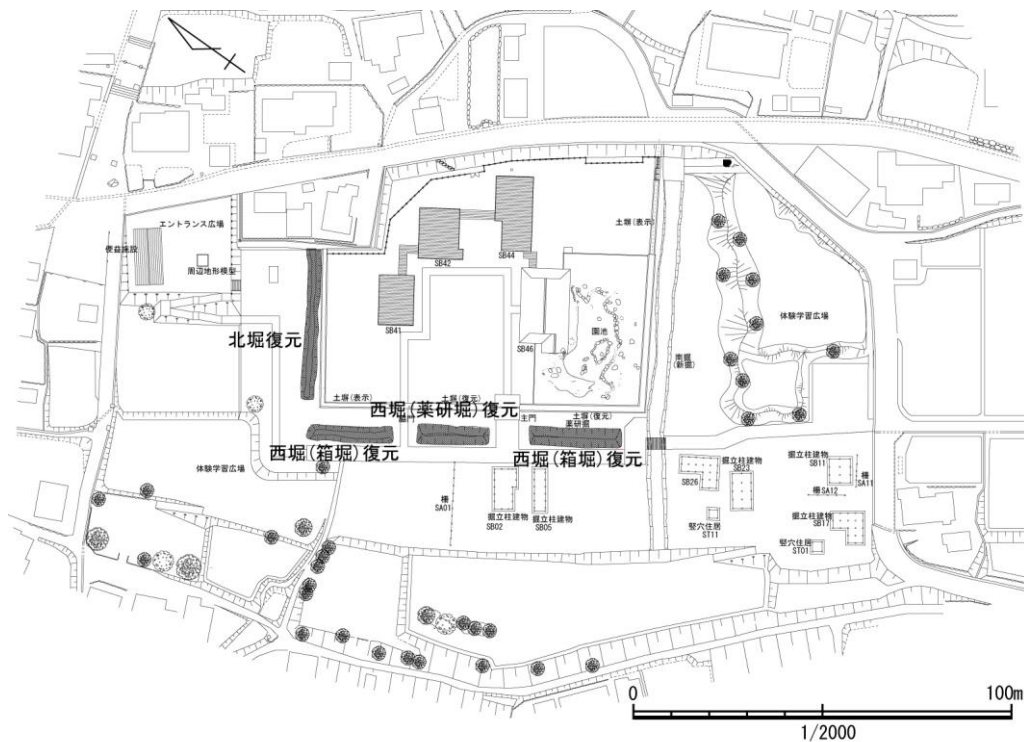 エントランス広場
便益施設
周辺地形模型
土塀(表示)
SB42
SB44
SB41
SB46
園池
体験学習広場
北堀復元
南堀
(新堀)
土塀(表示)
土塀(復元)
西堀(薬研堀)復元
主門
土塀(復元)
薬研堀
西堀(箱堀)復元
西堀(箱堀)復元
体験学習広場
柵
SA01
掘立柱建物
SB02
掘立柱建物
SB05
SB26
掘立柱建物
SB23
掘立柱建物
SB11
柵
SA11
柵SA12
竪穴住居
ST11
掘立柱建物
SB17
竪穴住居
ST01
0
100m
1/2000